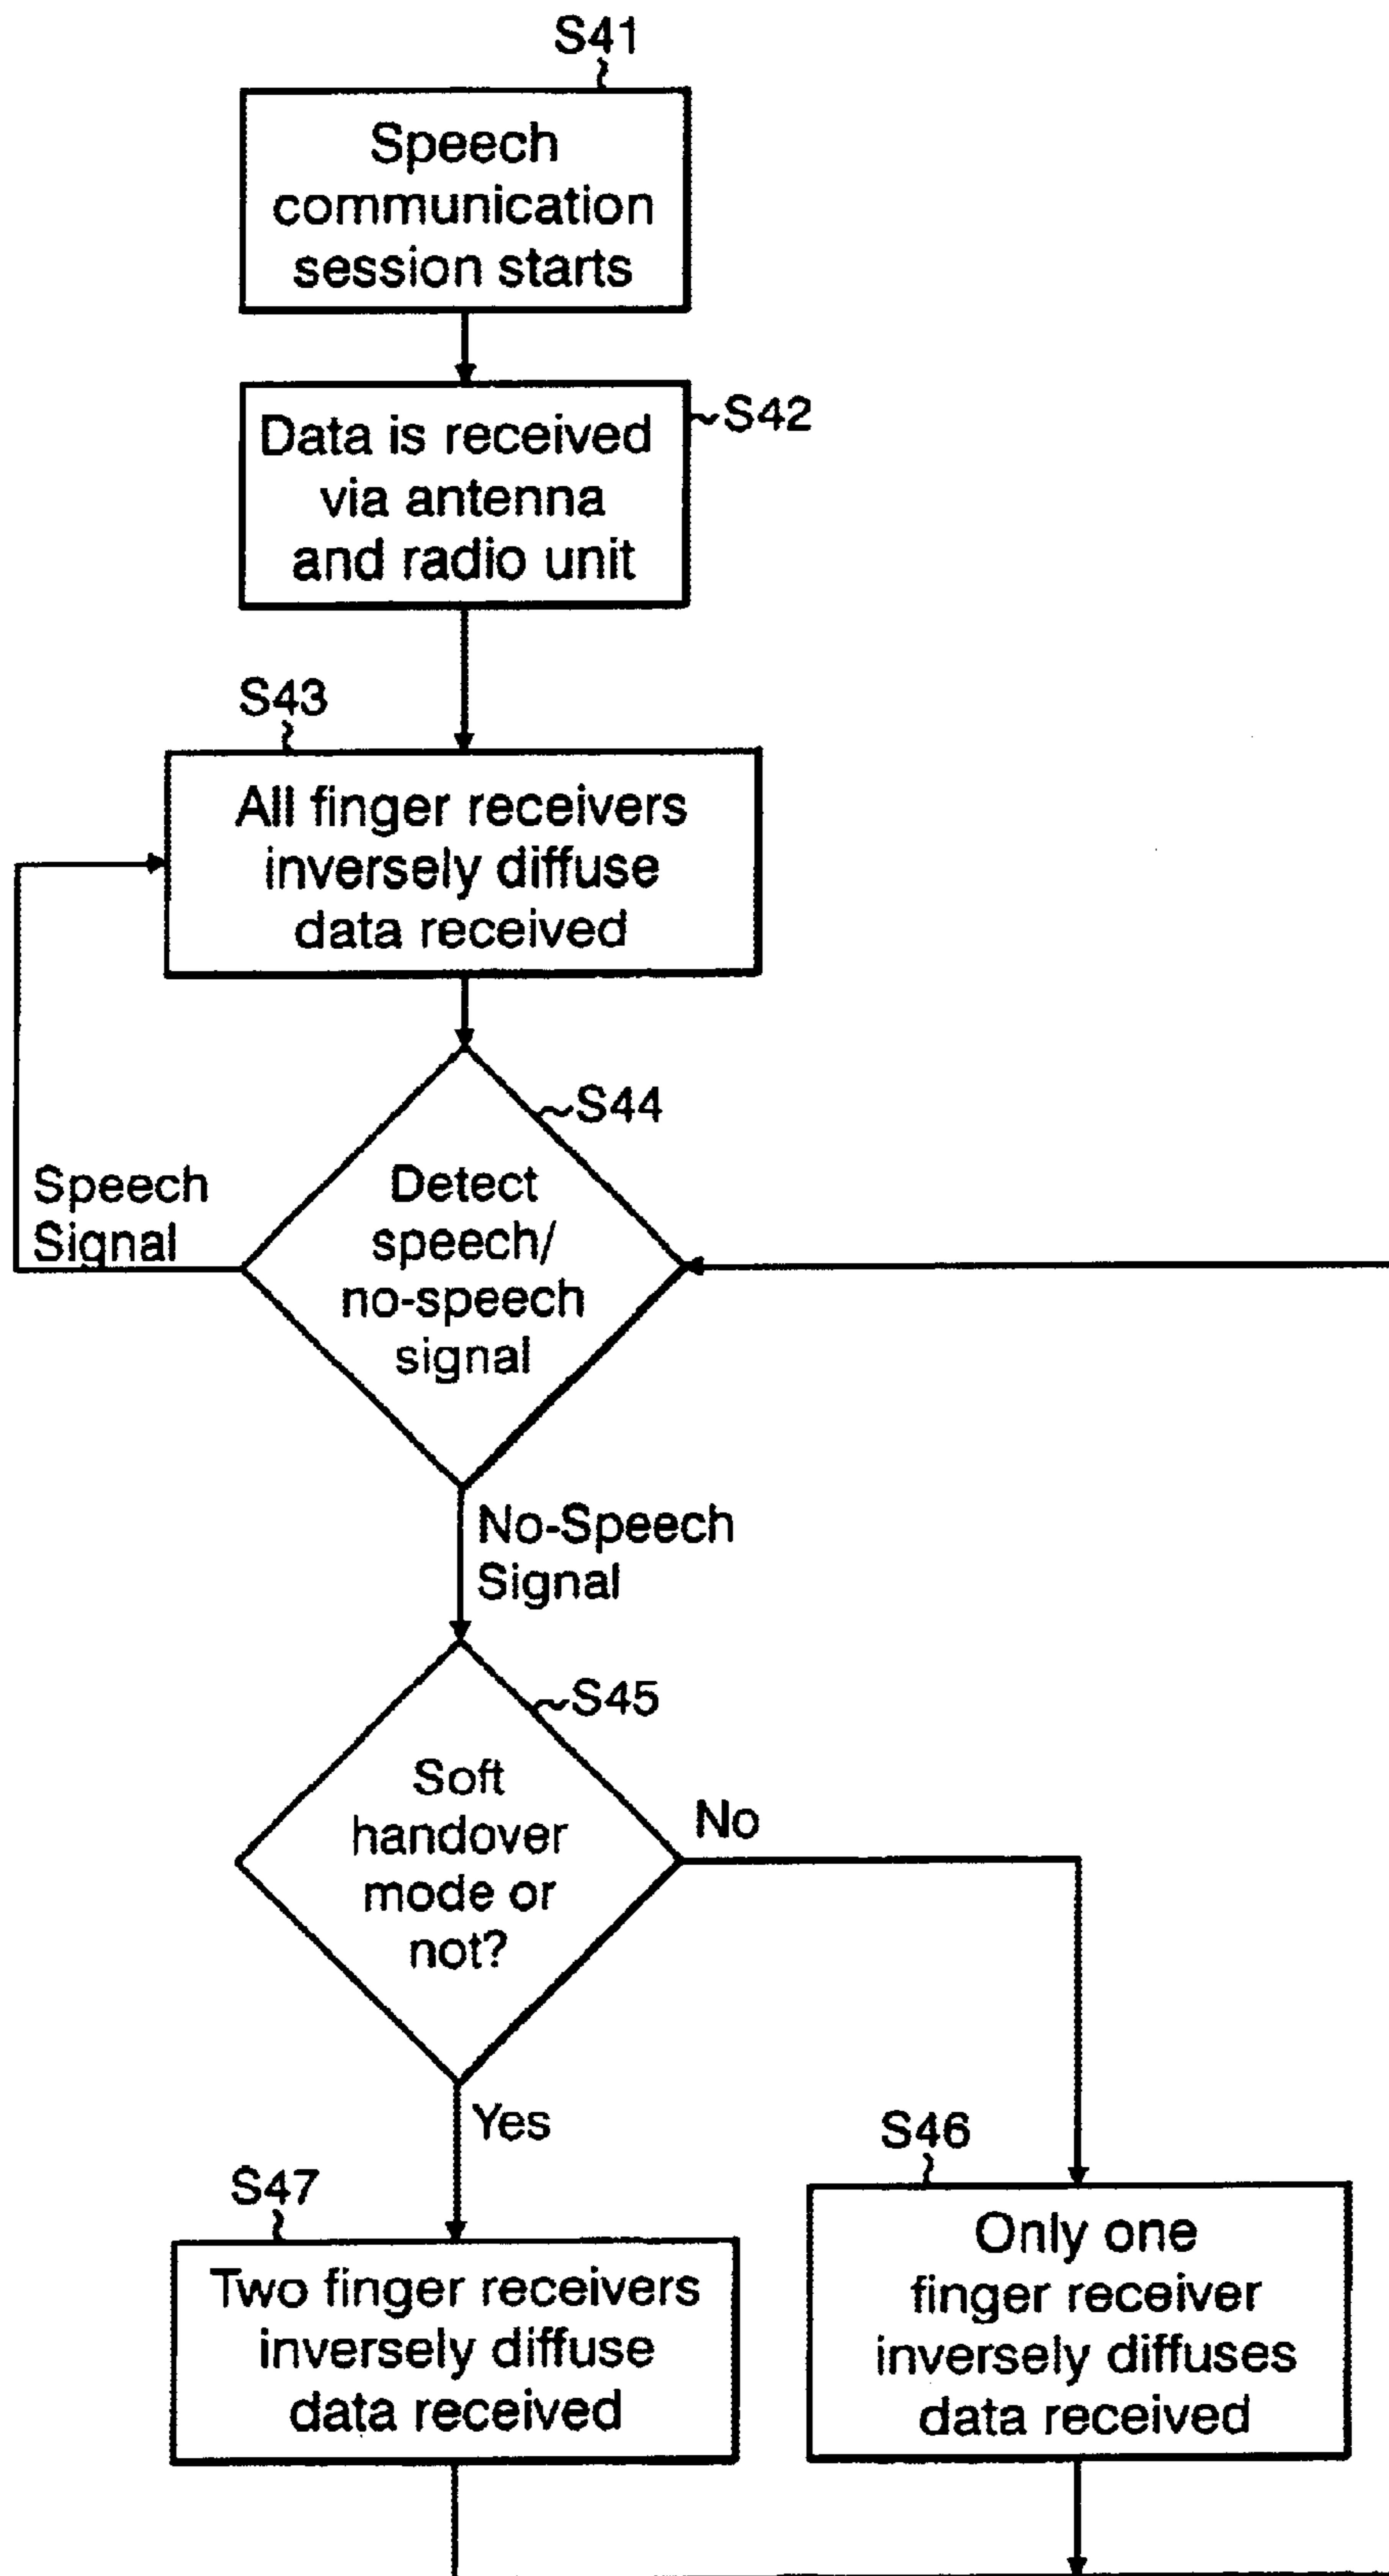 S41
Speech
communication
session starts
S42
Data is received
via antenna
and radio unit
S43
All finger receivers
inversely diffuse
data received
S44
Detect
speech/
no-speech
signal
Speech
Signal
No-Speech
Signal
S45
Soft
handover
mode or
not?
No
Yes
S47
Two finger receivers
inversely diffuse
data received
S46
Only one
finger receiver
inversely diffuses
data received